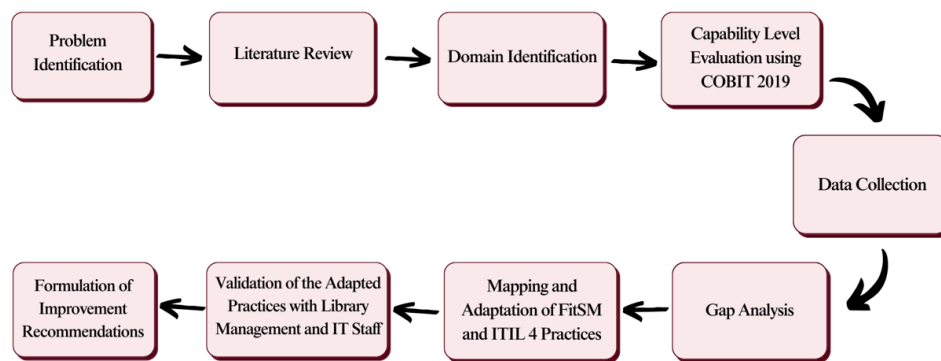 Problem
Identification
Literature Review
Domain Identification
Capability Level
Evaluation using
COBIT 2019
Data Collection
Gap Analysis
Mapping and
Adaptation of FitSM
and ITIL 4 Practices
Validation of the Adapted
Practices with Library
Management and IT Staff
Formulation of
Improvement
Recommendations